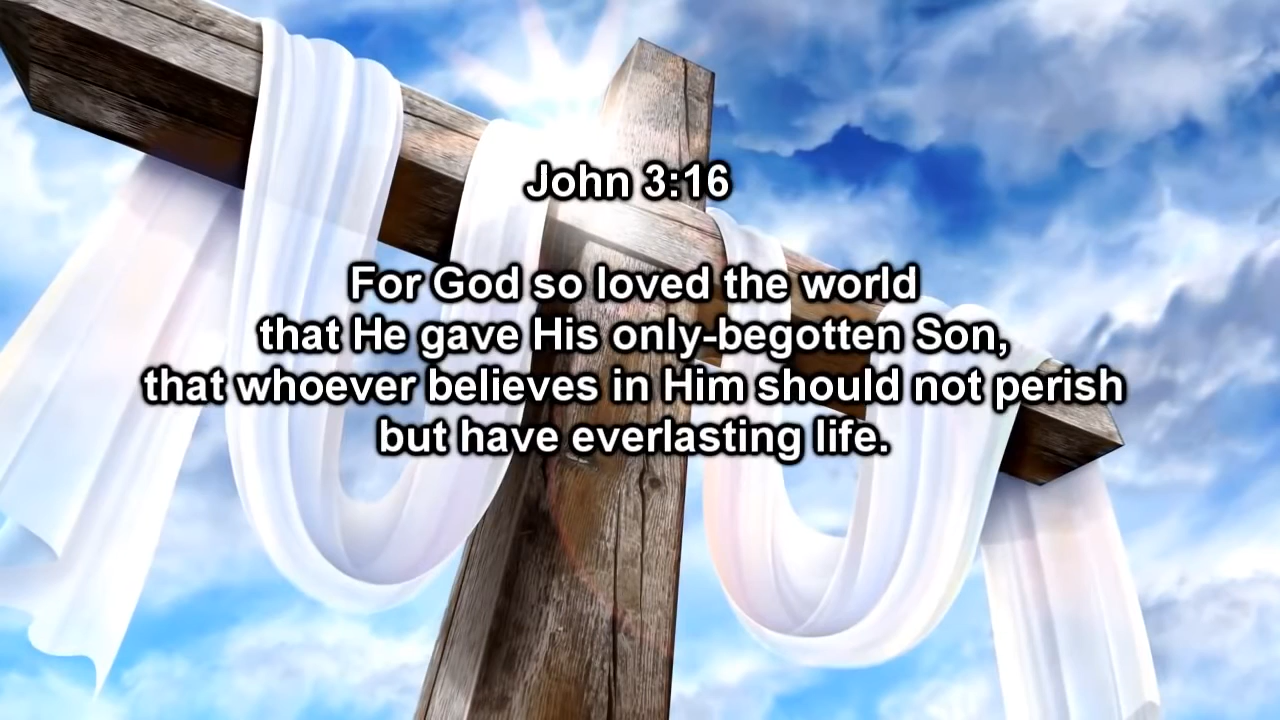 John 3:16
For God so loved the world
that He gave His only-begotten Son,
that whoever believes in Him should not perish
but have everlasting life.